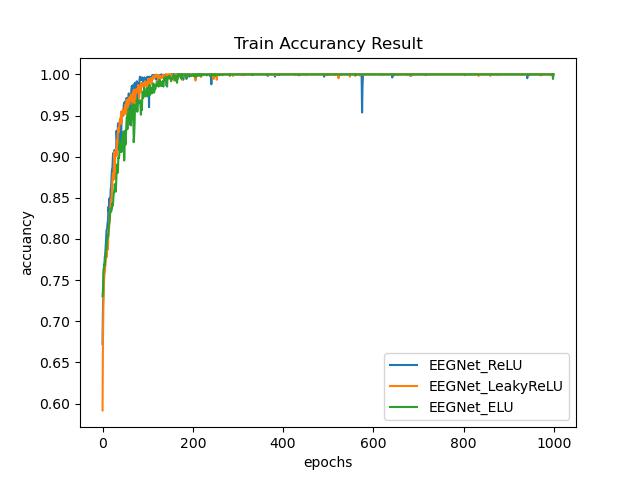 Train Accurancy Result
1.00
0.95
0.90
0.85
0.80
0.75
0.70
0.65
0.60
accuancy
0 200 400 600 800 1000
epochs
EEGNet_ReLU
EEGNet_LeakyReLU
EEGNet_ELU